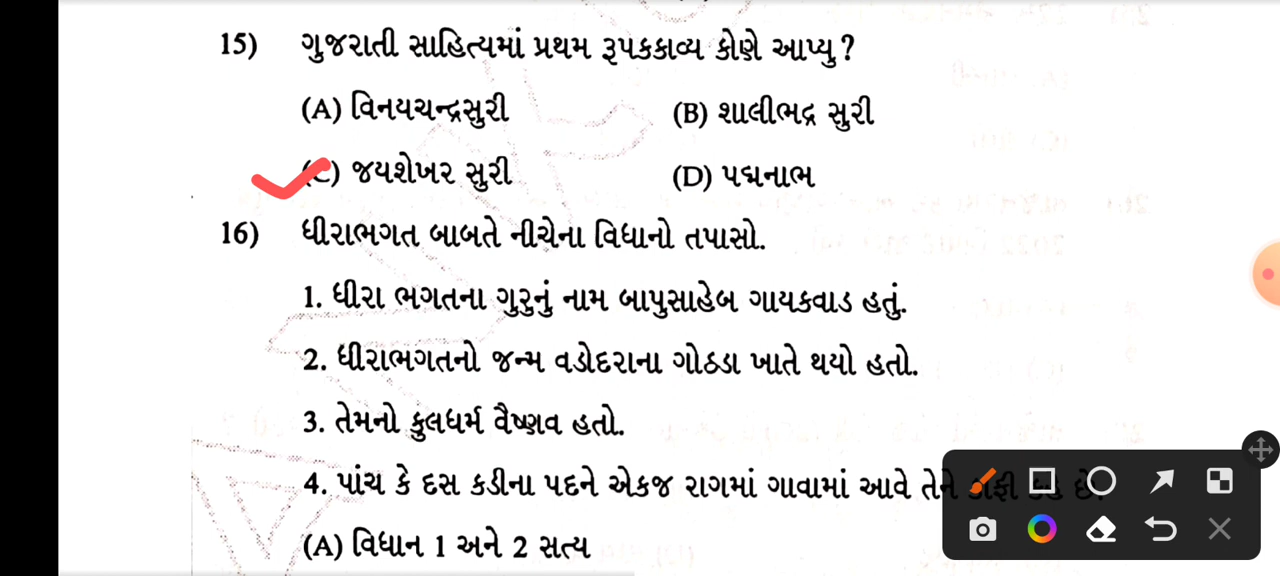 15) ગુજરાતી સાહિત્યમાં પ્રથમ રૂપકકાવ્ય કોણે આપ્યુ?
(A) વિનયચન્દ્રસુરી (B) શાલીભદ્ર સુરી
(C) જયશેખર સુરી (D) પદ્મનાભ
16) ધીરાભગત બાબતે નીચેના વિધાનો તપાસો.
1. ધીરા ભગતના ગુરુનું નામ બાપુસાહેબ ગાયકવાડ હતું.
2. ધીરાભગતનો જન્મ વડોદરાના ગોઠડા ખાતે થયો હતો.
3. તેમનો કુલધર્મ વૈષ્ણવ હતો.
4. પાંચ કે દસ કડીના પદને એકજ રાગમાં ગાવામાં આવે તેને
(A) વિધાન 1 અને 2 સત્ય